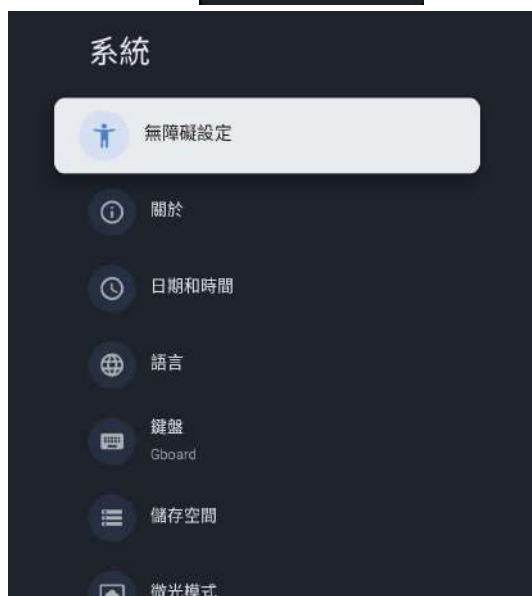 系統
無障礙設定
關於
日期和時間
語言
鍵盤
Gboard
儲存空間
微光模式